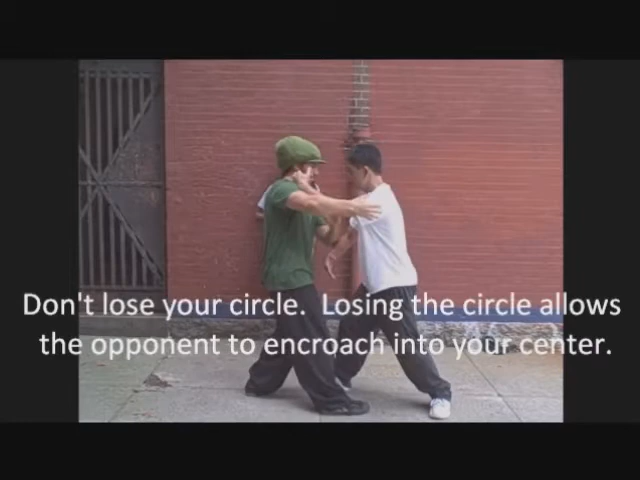 Don't lose your circle.  Losing the circle allows
the opponent to encroach into your center.